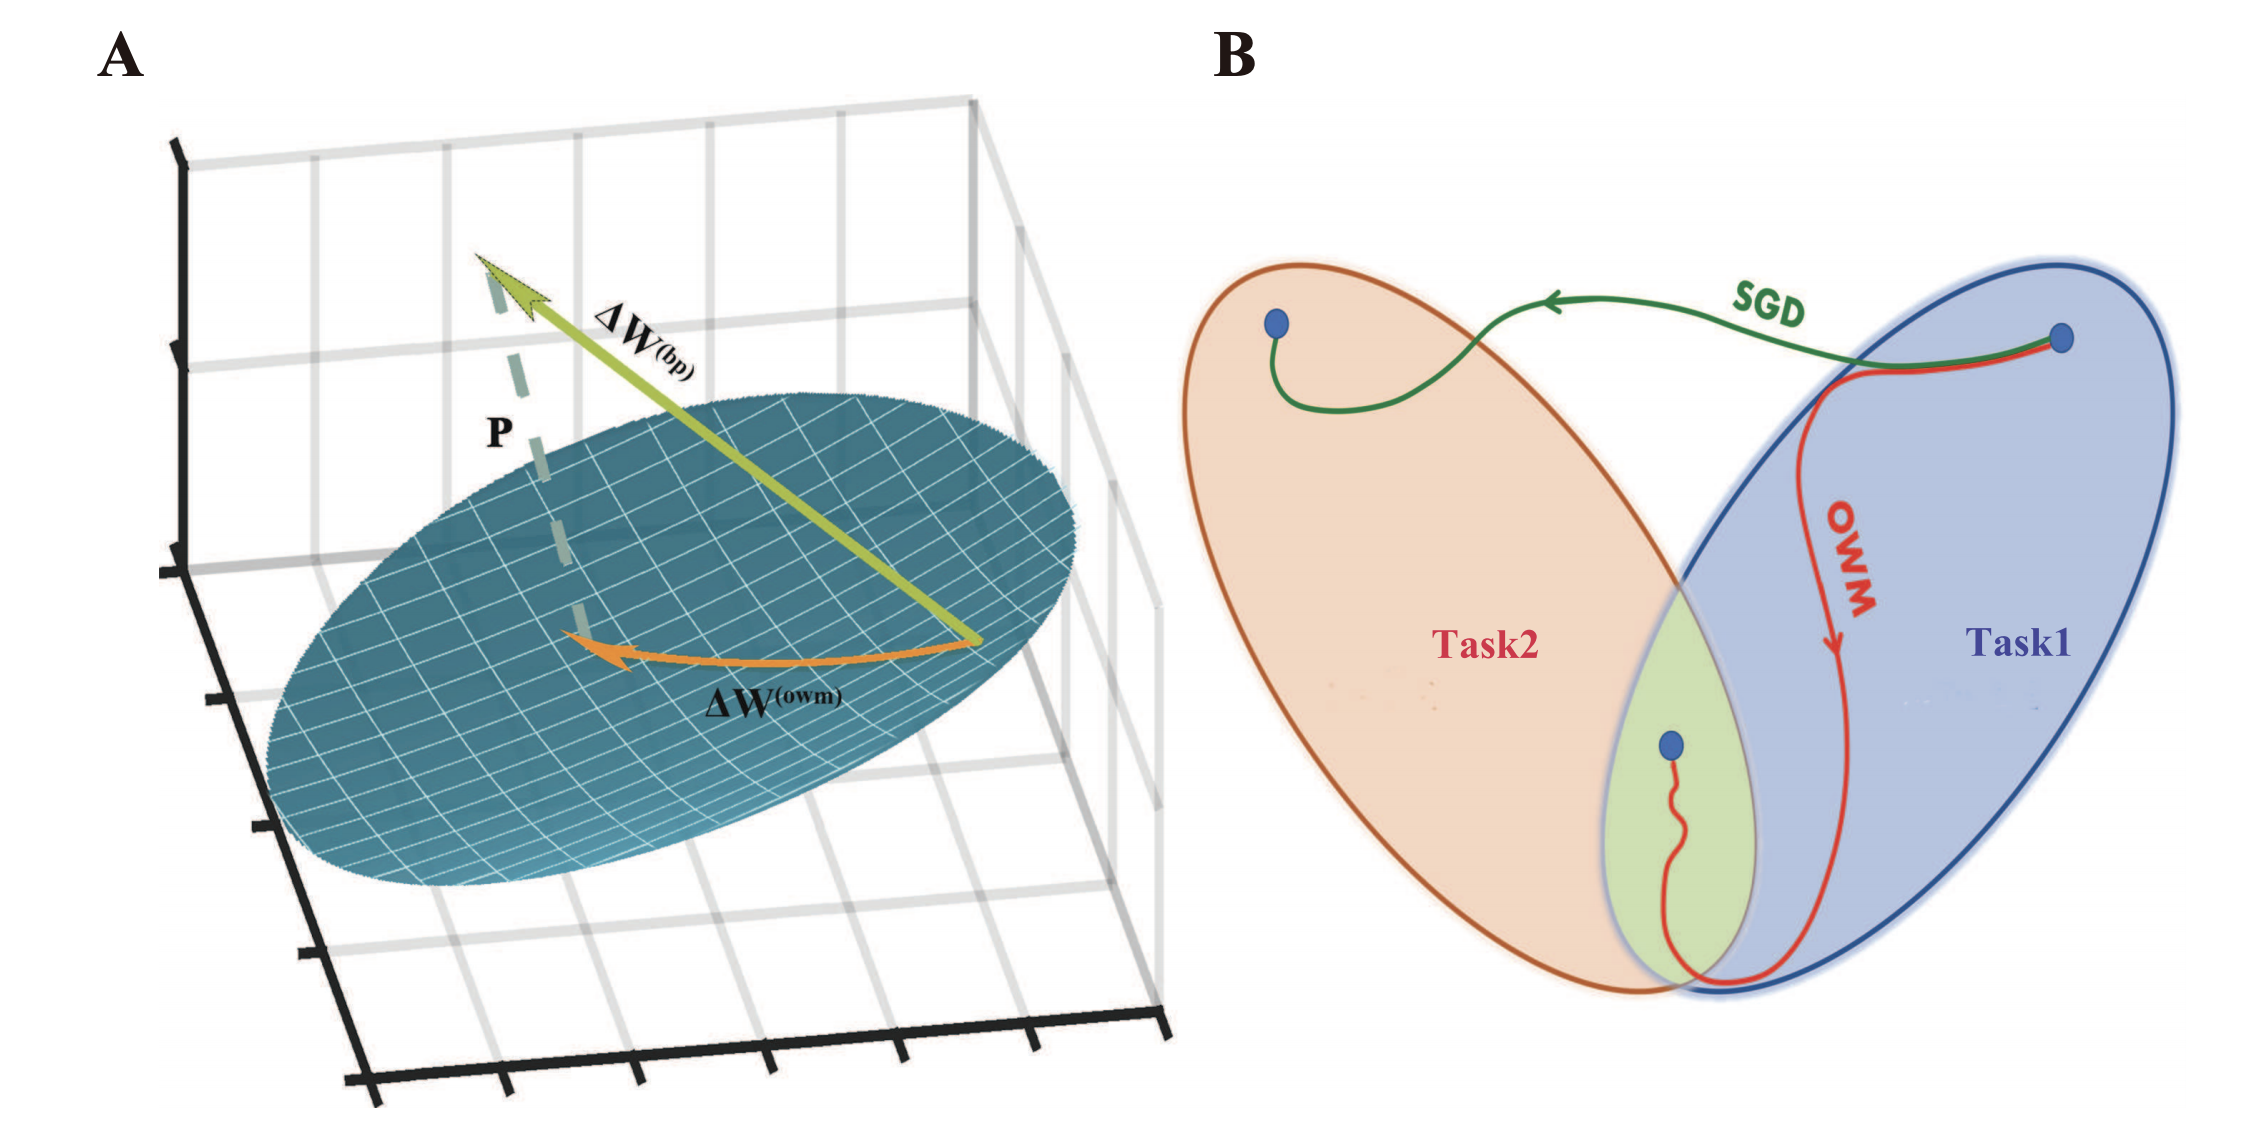 A
B
ΔW(bp)
P
ΔW(owm)
SGD
OWM
Task2
Task1